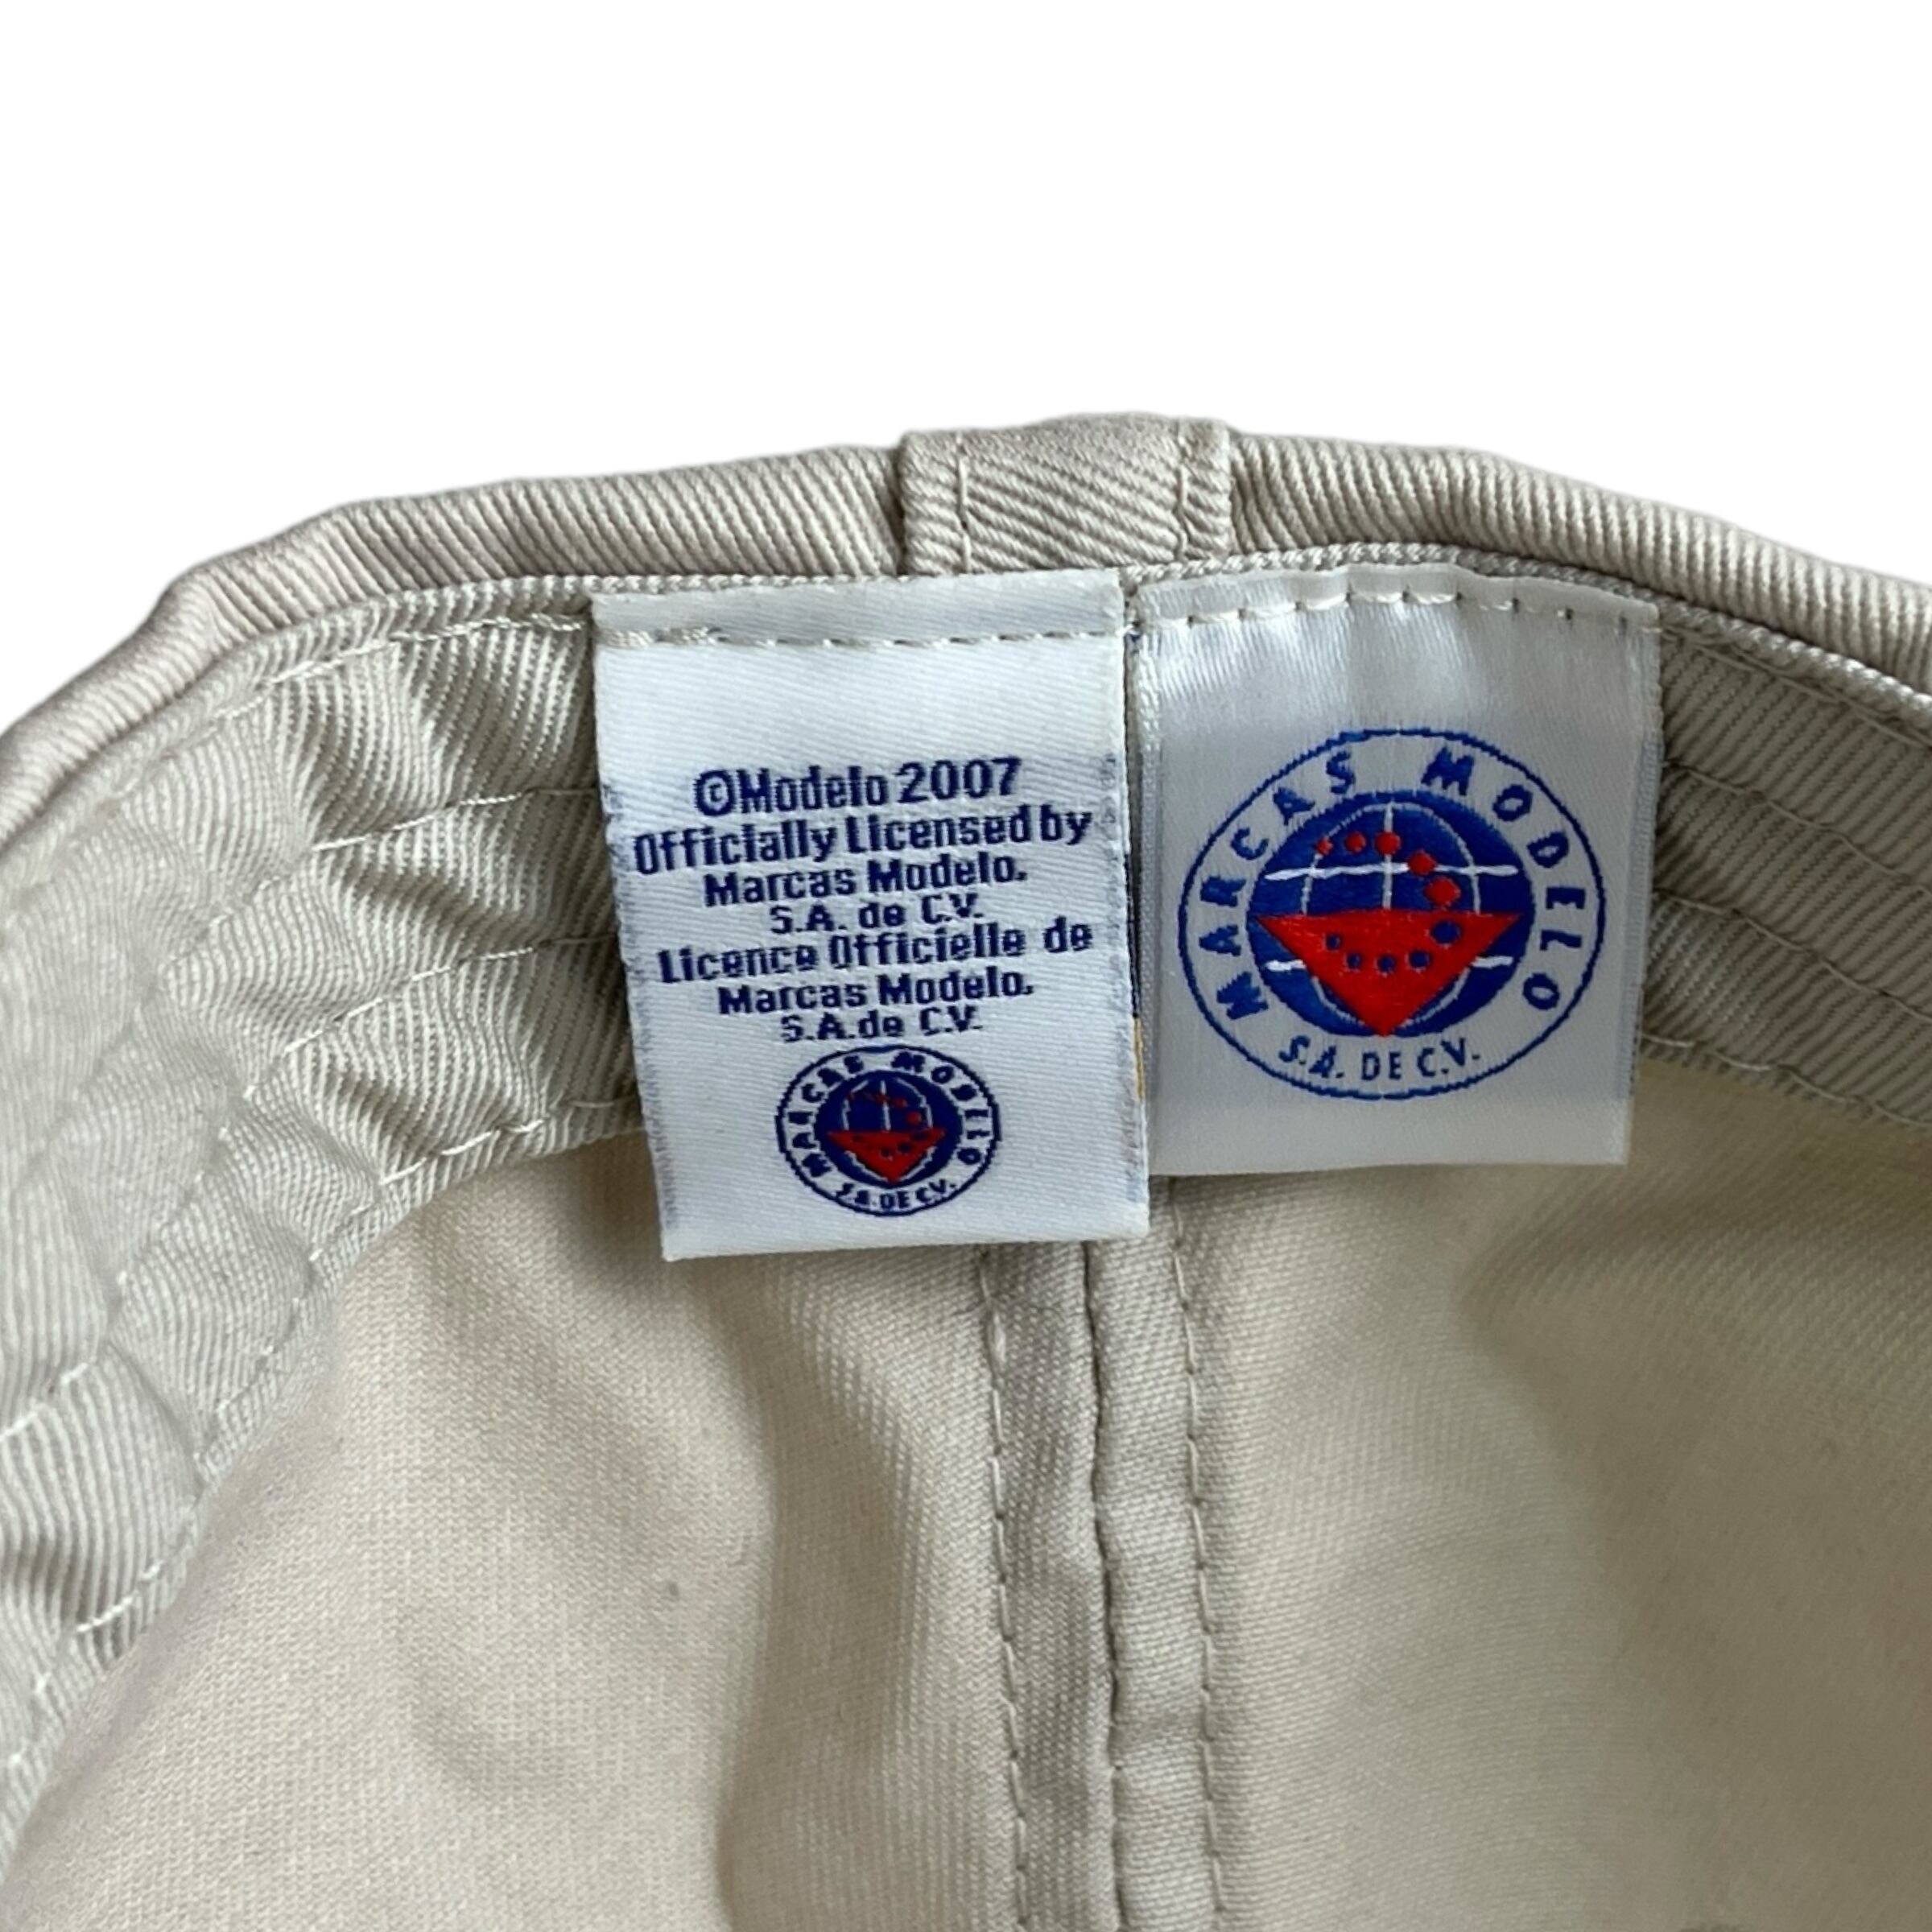 ©Modelo 2007
Officially Licensed by
Marcas Modelo.
S.A. de C.V.
Licence Officielle de
Marcas Modelo.
S.A.de C.V.
MARCAS MODELO
S.A. DE C.V.
MARCAS MODELO
S.A. DE C.V.